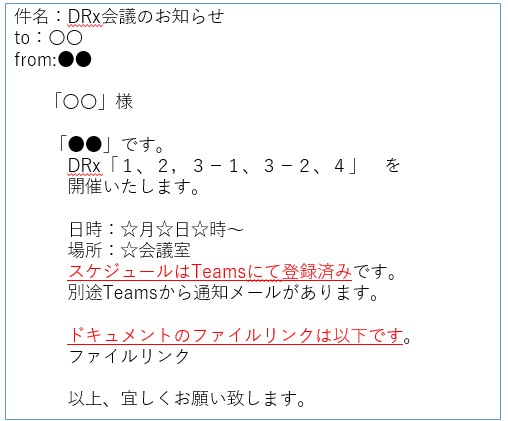 件名：DRx会議のお知らせ
to：〇〇
from:●●
「〇〇」様
「●●」です。
DRx「１、２，３－１、３－２、４」　を
開催いたします。
日時：☆月☆日☆時～
場所：☆会議室
スケジュールはTeamsにて登録済みです。
別途Teamsから通知メールがあります。
ドキュメントのファイルリンクは以下です。
ファイルリンク
以上、宜しくお願い致します。